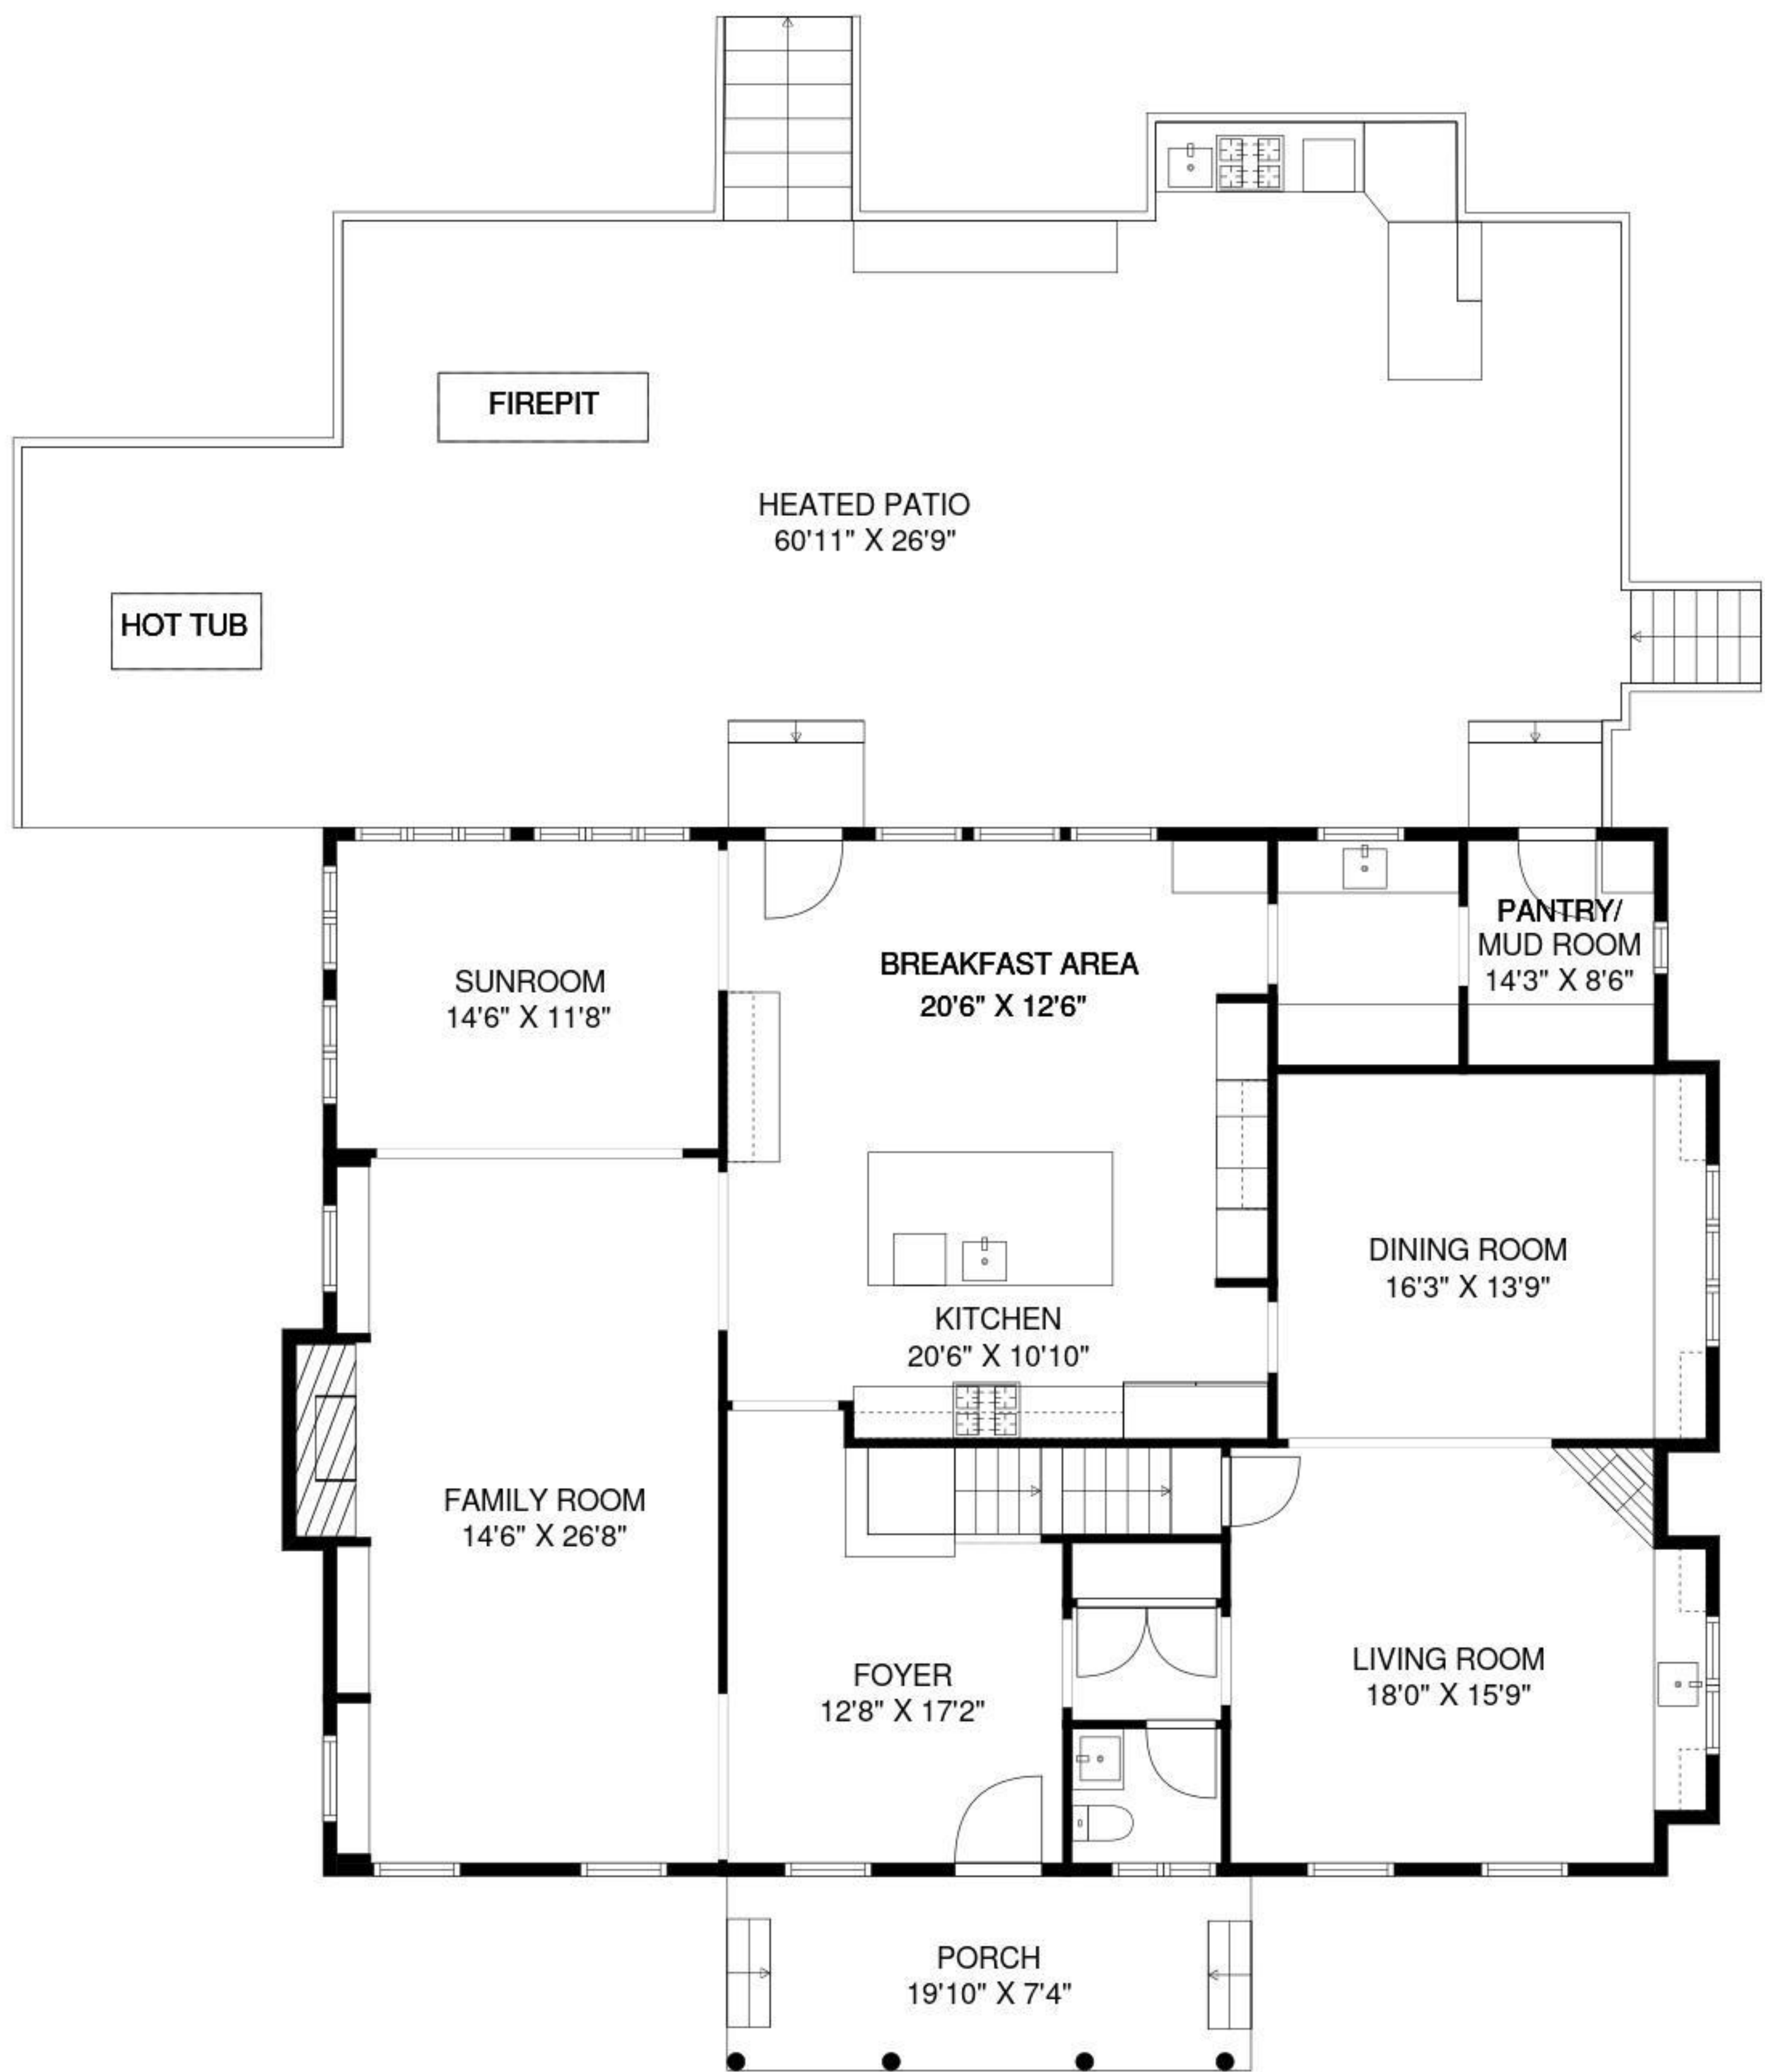 FIREPIT
HEATED PATIO
60'11" X 26'9"
HOT TUB
PANTRY/
MUD ROOM
14'3" X 8'6"
BREAKFAST AREA
20'6" X 12'6"
SUNROOM
14'6" X 11'8"
DINING ROOM
16'3" X 13'9"
KITCHEN
20'6" X 10'10"
FAMILY ROOM
14'6" X 26'8"
FOYER
12'8" X 17'2"
LIVING ROOM
18'0" X 15'9"
PORCH
19'10" X 7'4"